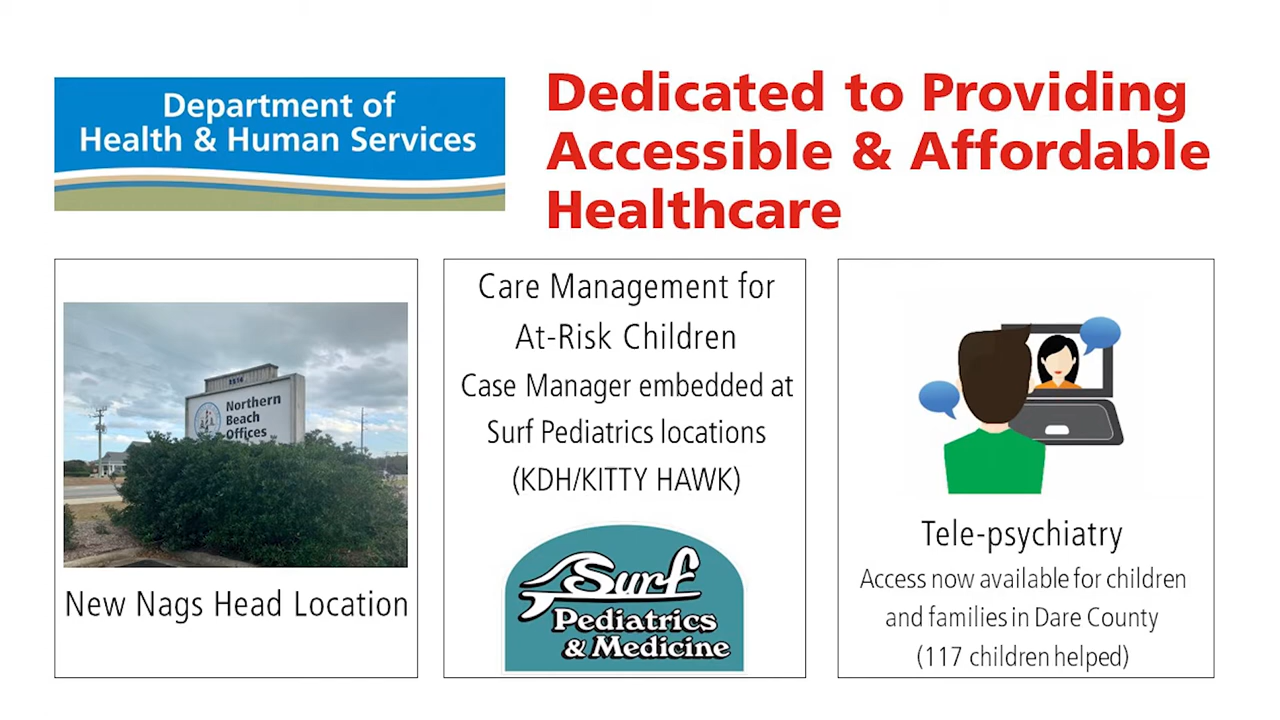 Department of
Health & Human Services
Dedicated to Providing
Accessible & Affordable
Healthcare
Northern
Beach
Offices
New Nags Head Location
Care Management for
At-Risk Children
Case Manager embedded at
Surf Pediatrics locations
(KDH/KITTY HAWK)
Surf
Pediatrics
& Medicine
Tele-psychiatry
Access now available for children
and families in Dare County
(117 children helped)